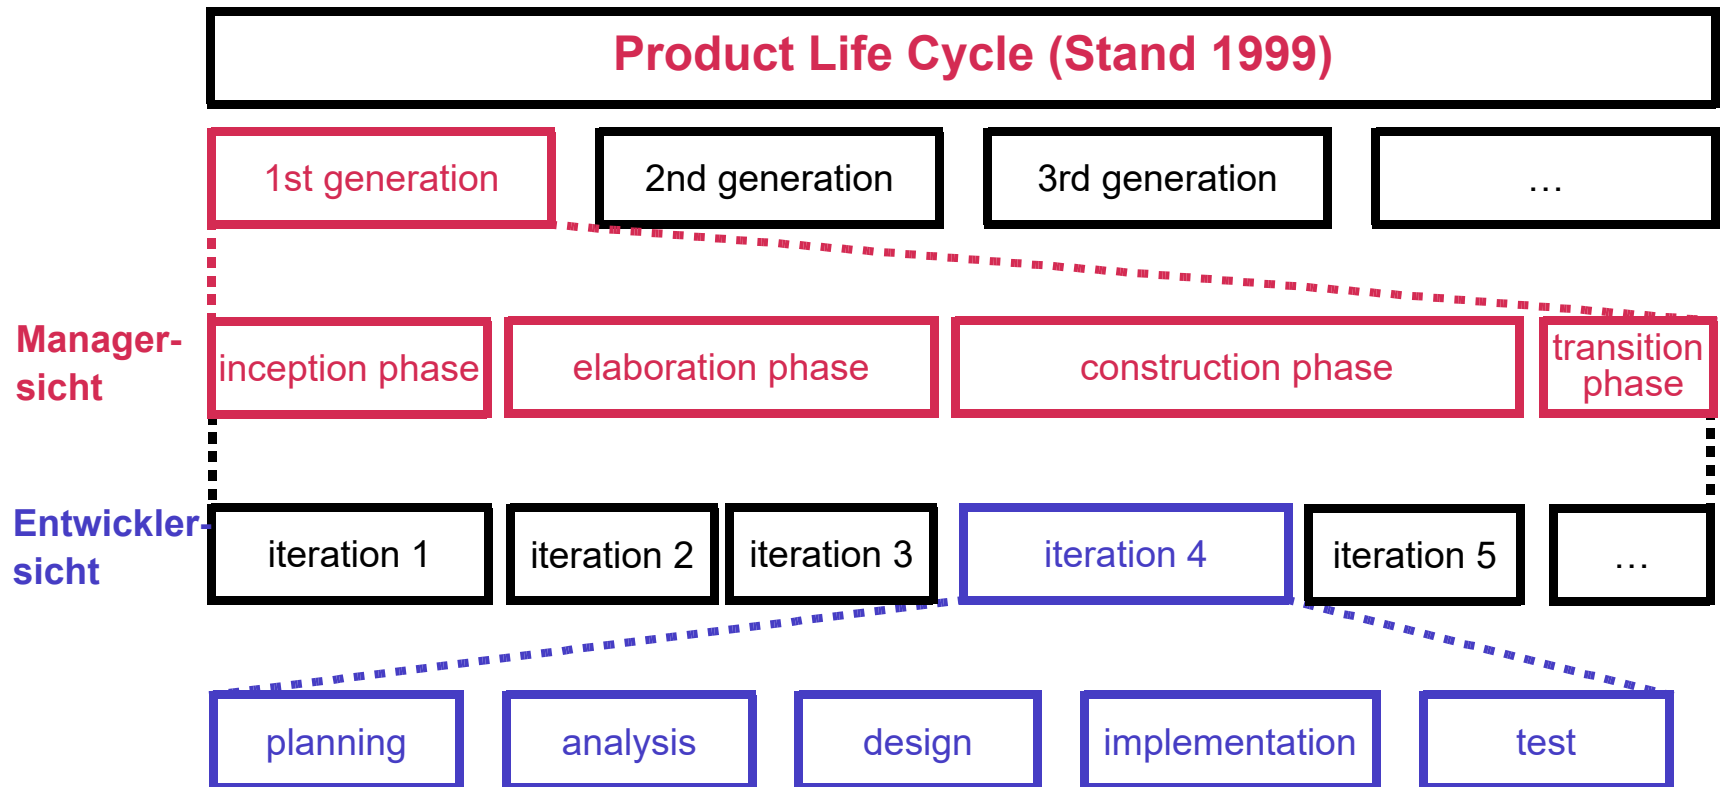 Product Life Cycle (Stand 1999)
1st generation
2nd generation
3rd generation
...
Manager-
sicht
inception phase
elaboration phase
construction phase
transition
phase
Entwickler-
sicht
iteration 1
iteration 2
iteration 3
iteration 4
iteration 5
...
planning
analysis
design
implementation
test